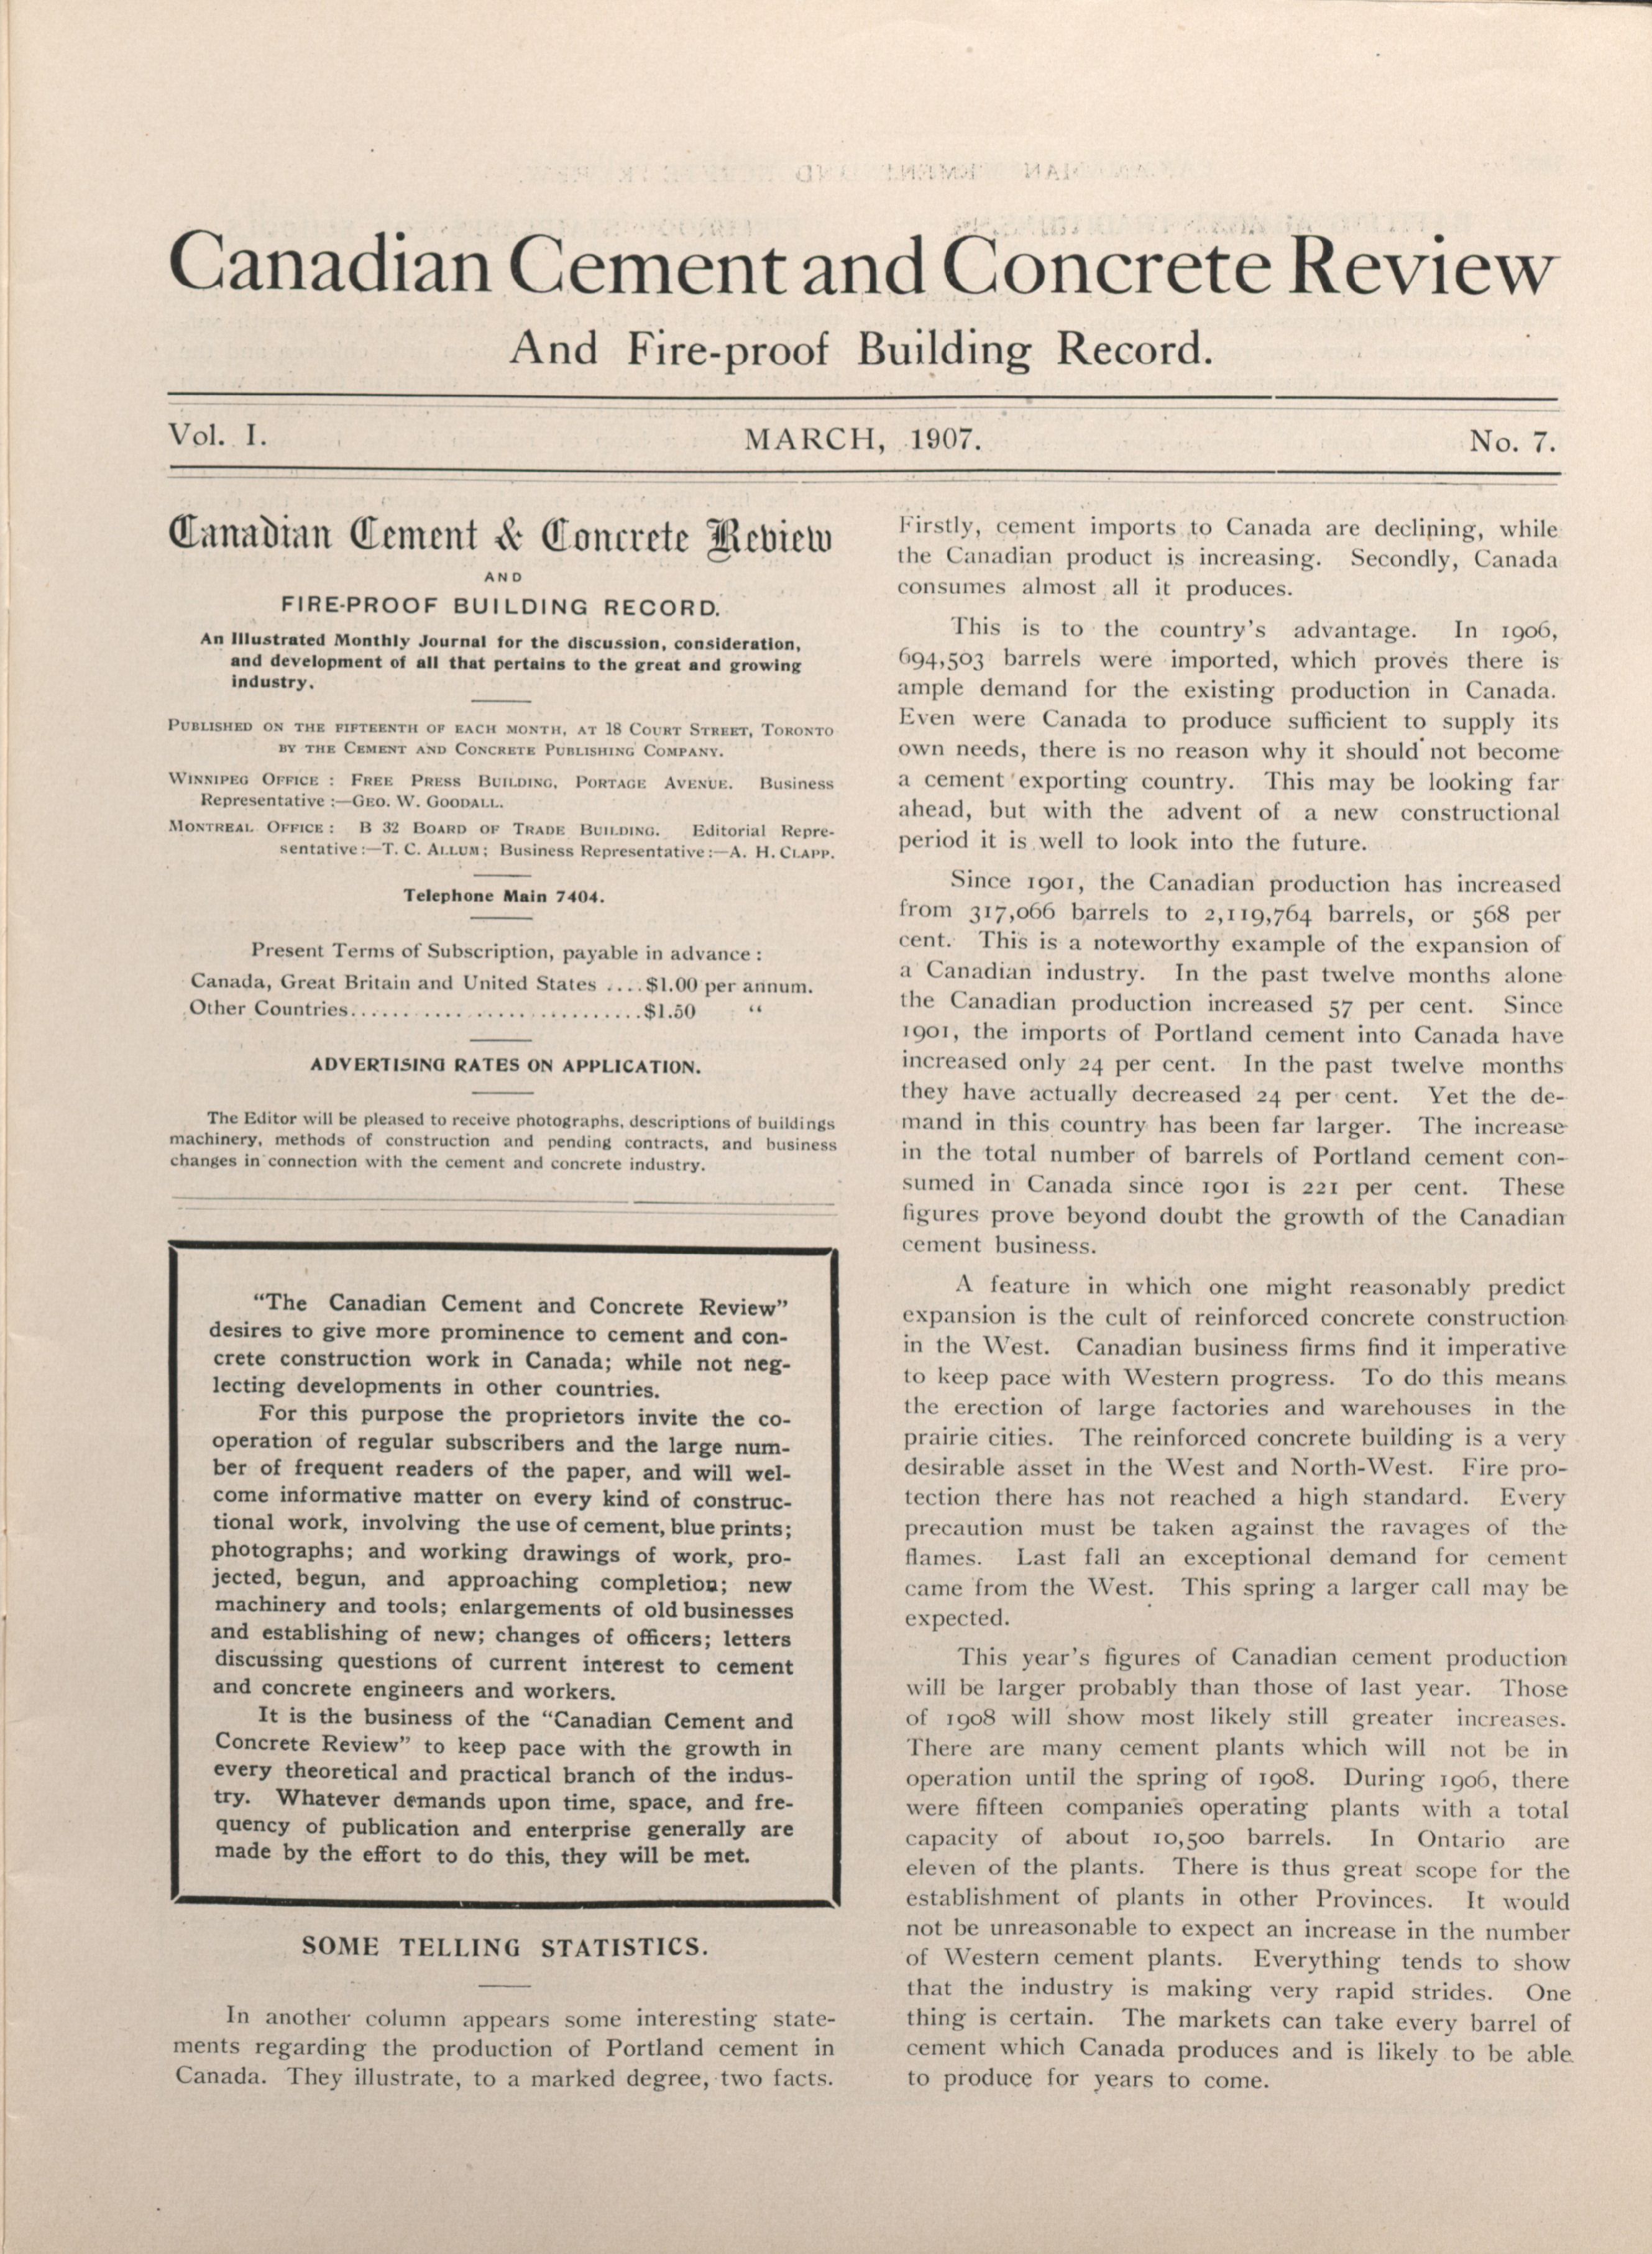 Canadian Cement and Concrete Review
And Fire-proof Building Record.
Vol. I.
MARCH, 1907.
No. 7.
Canadian Cement & Concrete Review
AND
FIRE-PROOF BUILDING RECORD.
An Illustrated Monthly Journal for the discussion, consideration,
and development of all that pertains to the great and growing
industry.
PUBLISHED ON THE FIFTEENTH OF EACH MONTH, AT 18 COURT STREET, TORONTO
BY THE CEMENT AND CONCRETE PUBLISHING COMPANY.
WINNIPEG OFFICE : FREE PRESS BUILDING, PORTAGE AVENUE. Business
Representative :—GEO. W. GOODALL.
MONTREAL OFFICE : B 32 BOARD OF TRADE BUILDING. Editorial Repre-
sentative :—T. C. ALLUM; Business Representative :—A. H. CLAPP.
Telephone Main 7404.
Present Terms of Subscription, payable in advance :
Canada, Great Britain and United States ....$1.00 per annum.
Other Countries..............................$1.50 "
ADVERTISING RATES ON APPLICATION.
The Editor will be pleased to receive photographs, descriptions of buildings
machinery, methods of construction and pending contracts, and business
changes in connection with the cement and concrete industry.
"The Canadian Cement and Concrete Review"
desires to give more prominence to cement and con-
crete construction work in Canada; while not neg-
lecting developments in other countries.
For this purpose the proprietors invite the co-
operation of regular subscribers and the large num-
ber of frequent readers of the paper, and will wel-
come informative matter on every kind of construc-
tional work, involving the use of cement, blue prints;
photographs; and working drawings of work, pro-
jected, begun, and approaching completion; new
machinery and tools; enlargements of old businesses
and establishing of new; changes of officers; letters
discussing questions of current interest to cement
and concrete engineers and workers.
It is the business of the "Canadian Cement and
Concrete Review" to keep pace with the growth in
every theoretical and practical branch of the indus-
try. Whatever demands upon time, space, and fre-
quency of publication and enterprise generally are
made by the effort to do this, they will be met.
SOME TELLING STATISTICS.
In another column appears some interesting state-
ments regarding the production of Portland cement in
Canada. They illustrate, to a marked degree, two facts.
Firstly, cement imports to Canada are declining, while
the Canadian product is increasing. Secondly, Canada
consumes almost all it produces.
This is to the country's advantage. In 1906,
694,503 barrels were imported, which proves there is
ample demand for the existing production in Canada.
Even were Canada to produce sufficient to supply its
own needs, there is no reason why it should not become
a cement exporting country. This may be looking far
ahead, but with the advent of a new constructional
period it is well to look into the future.
Since 1901, the Canadian production has increased
from 317,066 barrels to 2,119,764 barrels, or 568 per
cent. This is a noteworthy example of the expansion of
a Canadian industry. In the past twelve months alone
the Canadian production increased 57 per cent. Since
1901, the imports of Portland cement into Canada have
increased only 24 per cent. In the past twelve months
they have actually decreased 24 per cent. Yet the de-
mand in this country has been far larger. The increase
in the total number of barrels of Portland cement con-
sumed in Canada since 1901 is 221 per cent. These
figures prove beyond doubt the growth of the Canadian
cement business.
A feature in which one might reasonably predict
expansion is the cult of reinforced concrete construction
in the West. Canadian business firms find it imperative
to keep pace with Western progress. To do this means
the erection of large factories and warehouses in the
prairie cities. The reinforced concrete building is a very
desirable asset in the West and North-West. Fire pro-
tection there has not reached a high standard. Every
precaution must be taken against the ravages of the
flames. Last fall an exceptional demand for cement
came from the West. This spring a larger call may be
expected.
This year's figures of Canadian cement production
will be larger probably than those of last year. Those
of 1908 will show most likely still greater increases.
There are many cement plants which will not be in
operation until the spring of 1908. During 1906, there
were fifteen companies operating plants with a total
capacity of about 10,500 barrels. In Ontario are
eleven of the plants. There is thus great scope for the
establishment of plants in other Provinces. It would
not be unreasonable to expect an increase in the number
of Western cement plants. Everything tends to show
that the industry is making very rapid strides. One
thing is certain. The markets can take every barrel of
cement which Canada produces and is likely to be able
to produce for years to come.